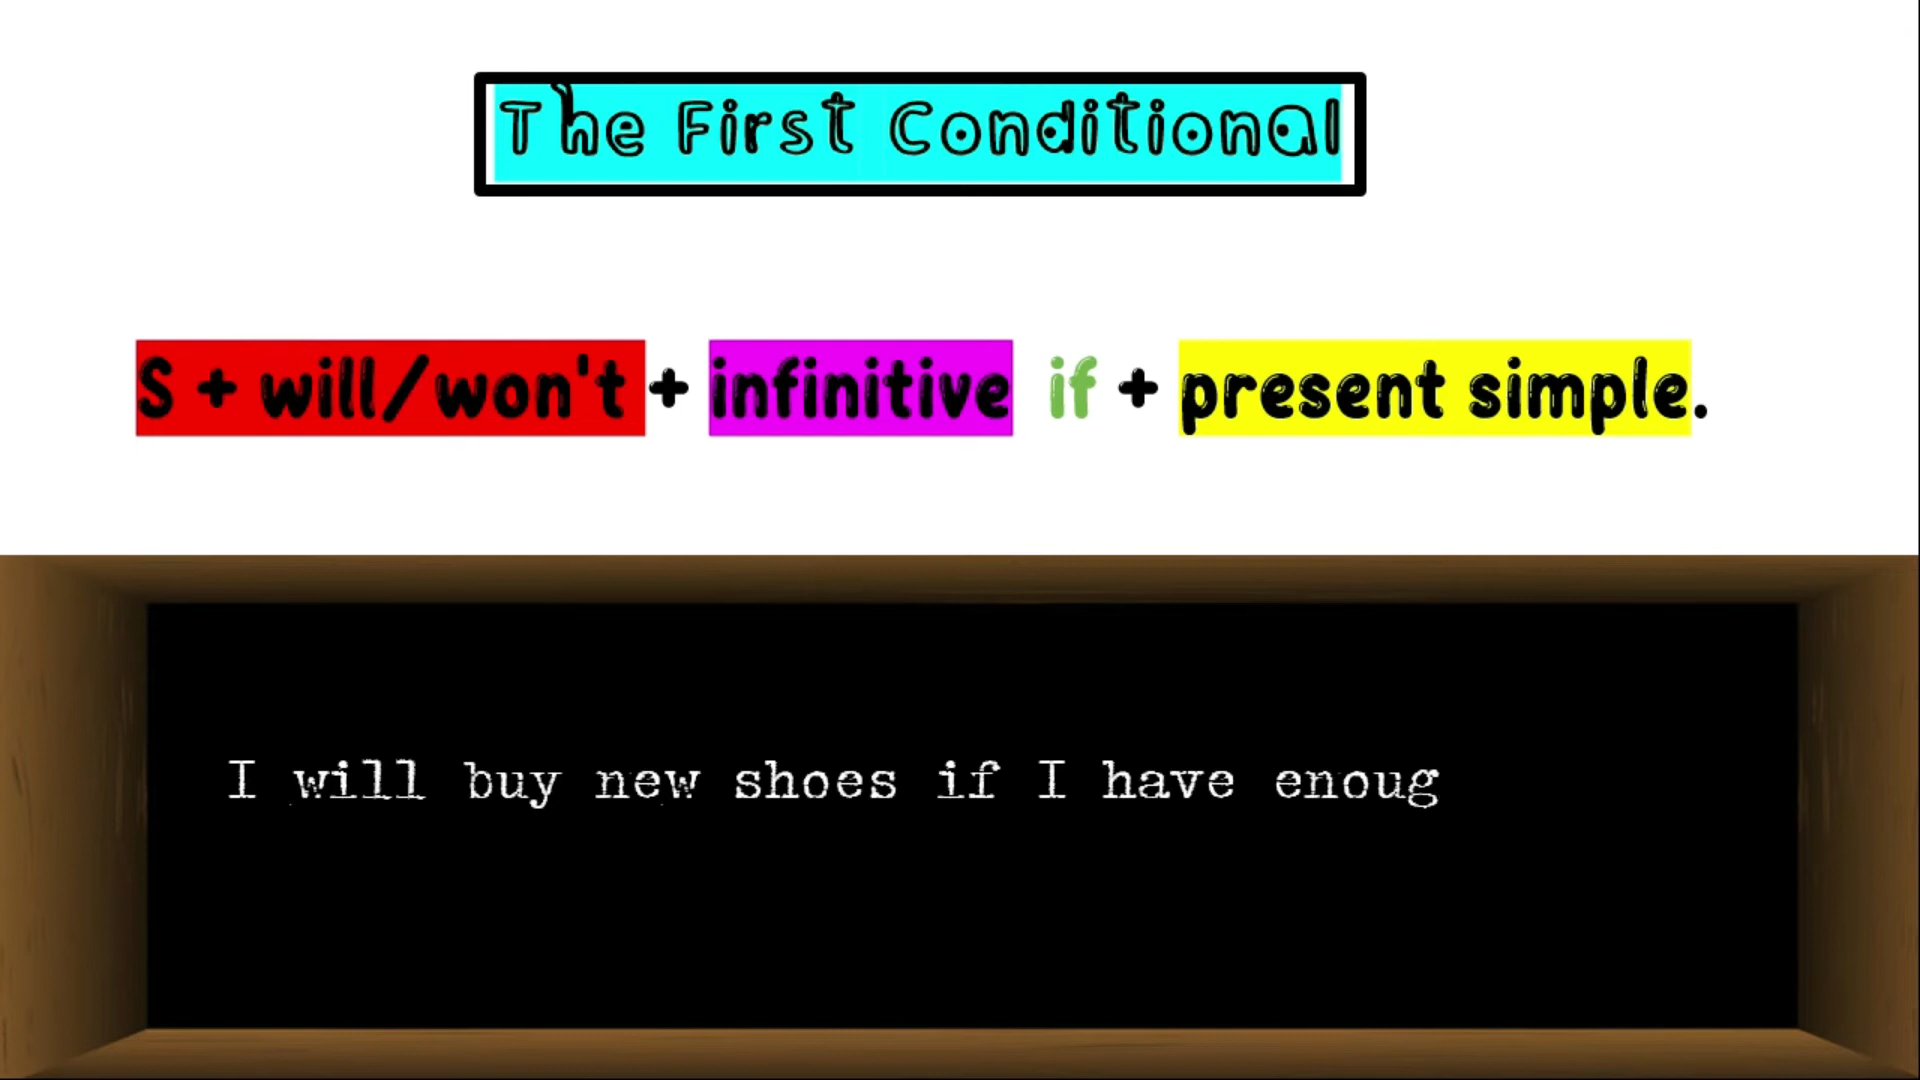 The First Conditional
S + will/won't + infinitive if + present simple.
I will buy new shoes if I have enoug